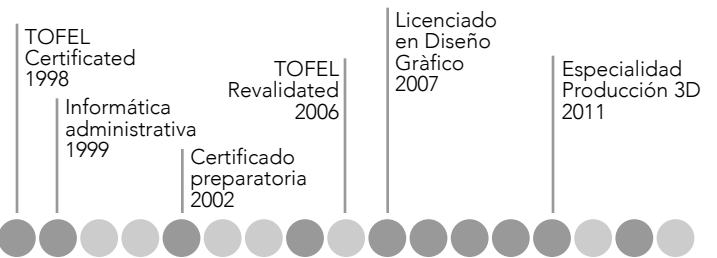 TOFEL
Certificated
1998
Informática
administrativa
1999
Certificado
preparatoria
2002
TOFEL
Revalidated
2006
Licenciado
en Diseño
Gràfico
2007
Especialidad
Producción 3D
2011